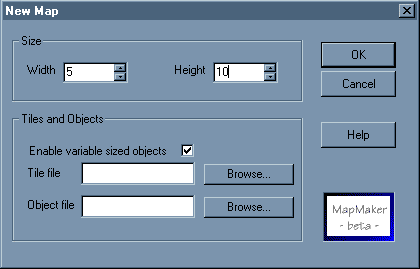 New Map
Size
Width 5 Height 10
OK
Cancel
Tiles and Objects
Enable variable sized objects
Help
Tile file Browse...
Object file Browse...
MapMaker
- beta -